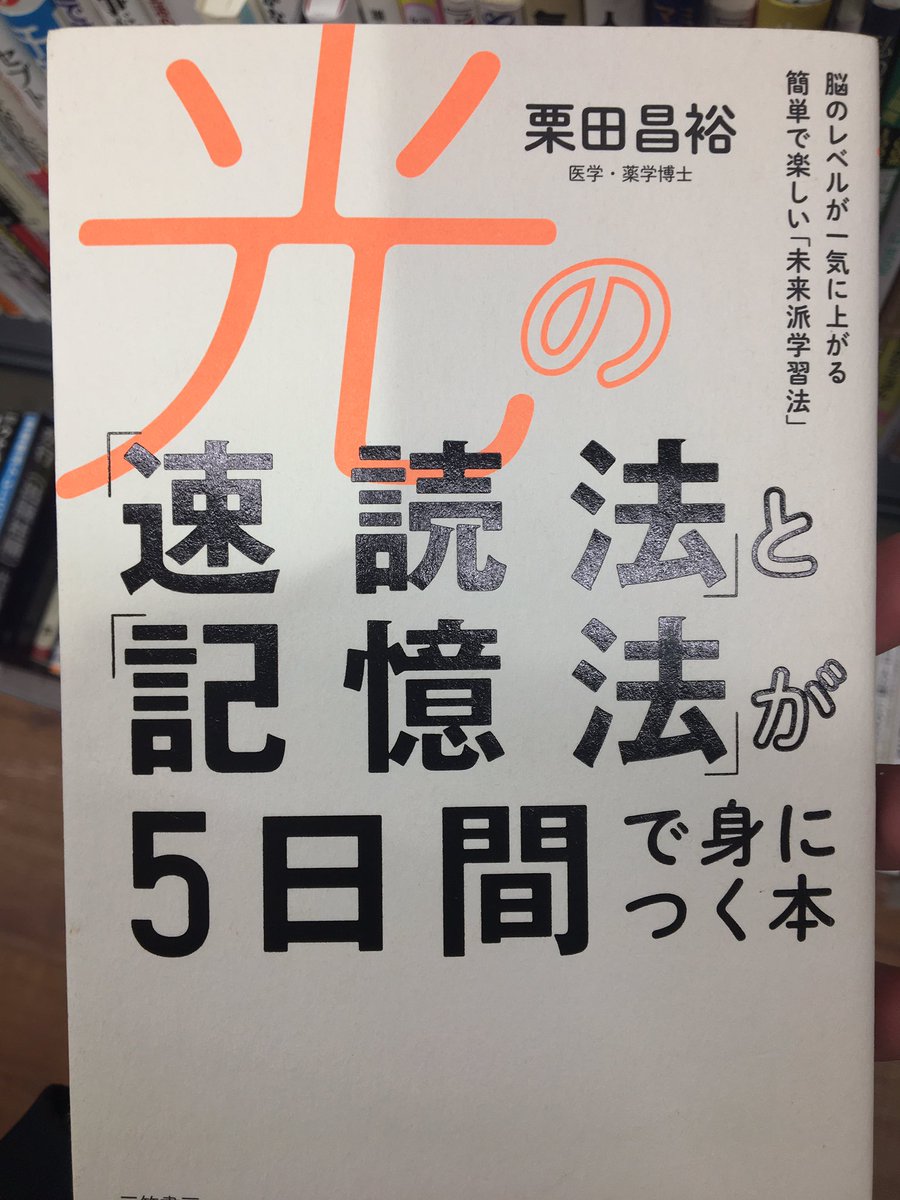 脳のレベルが一気に上がる
簡単で楽しい「未来派学習法」
栗田昌裕
医学・薬学博士
光の
「速読法」と
「記憶法」が
5日間で身に
つく本